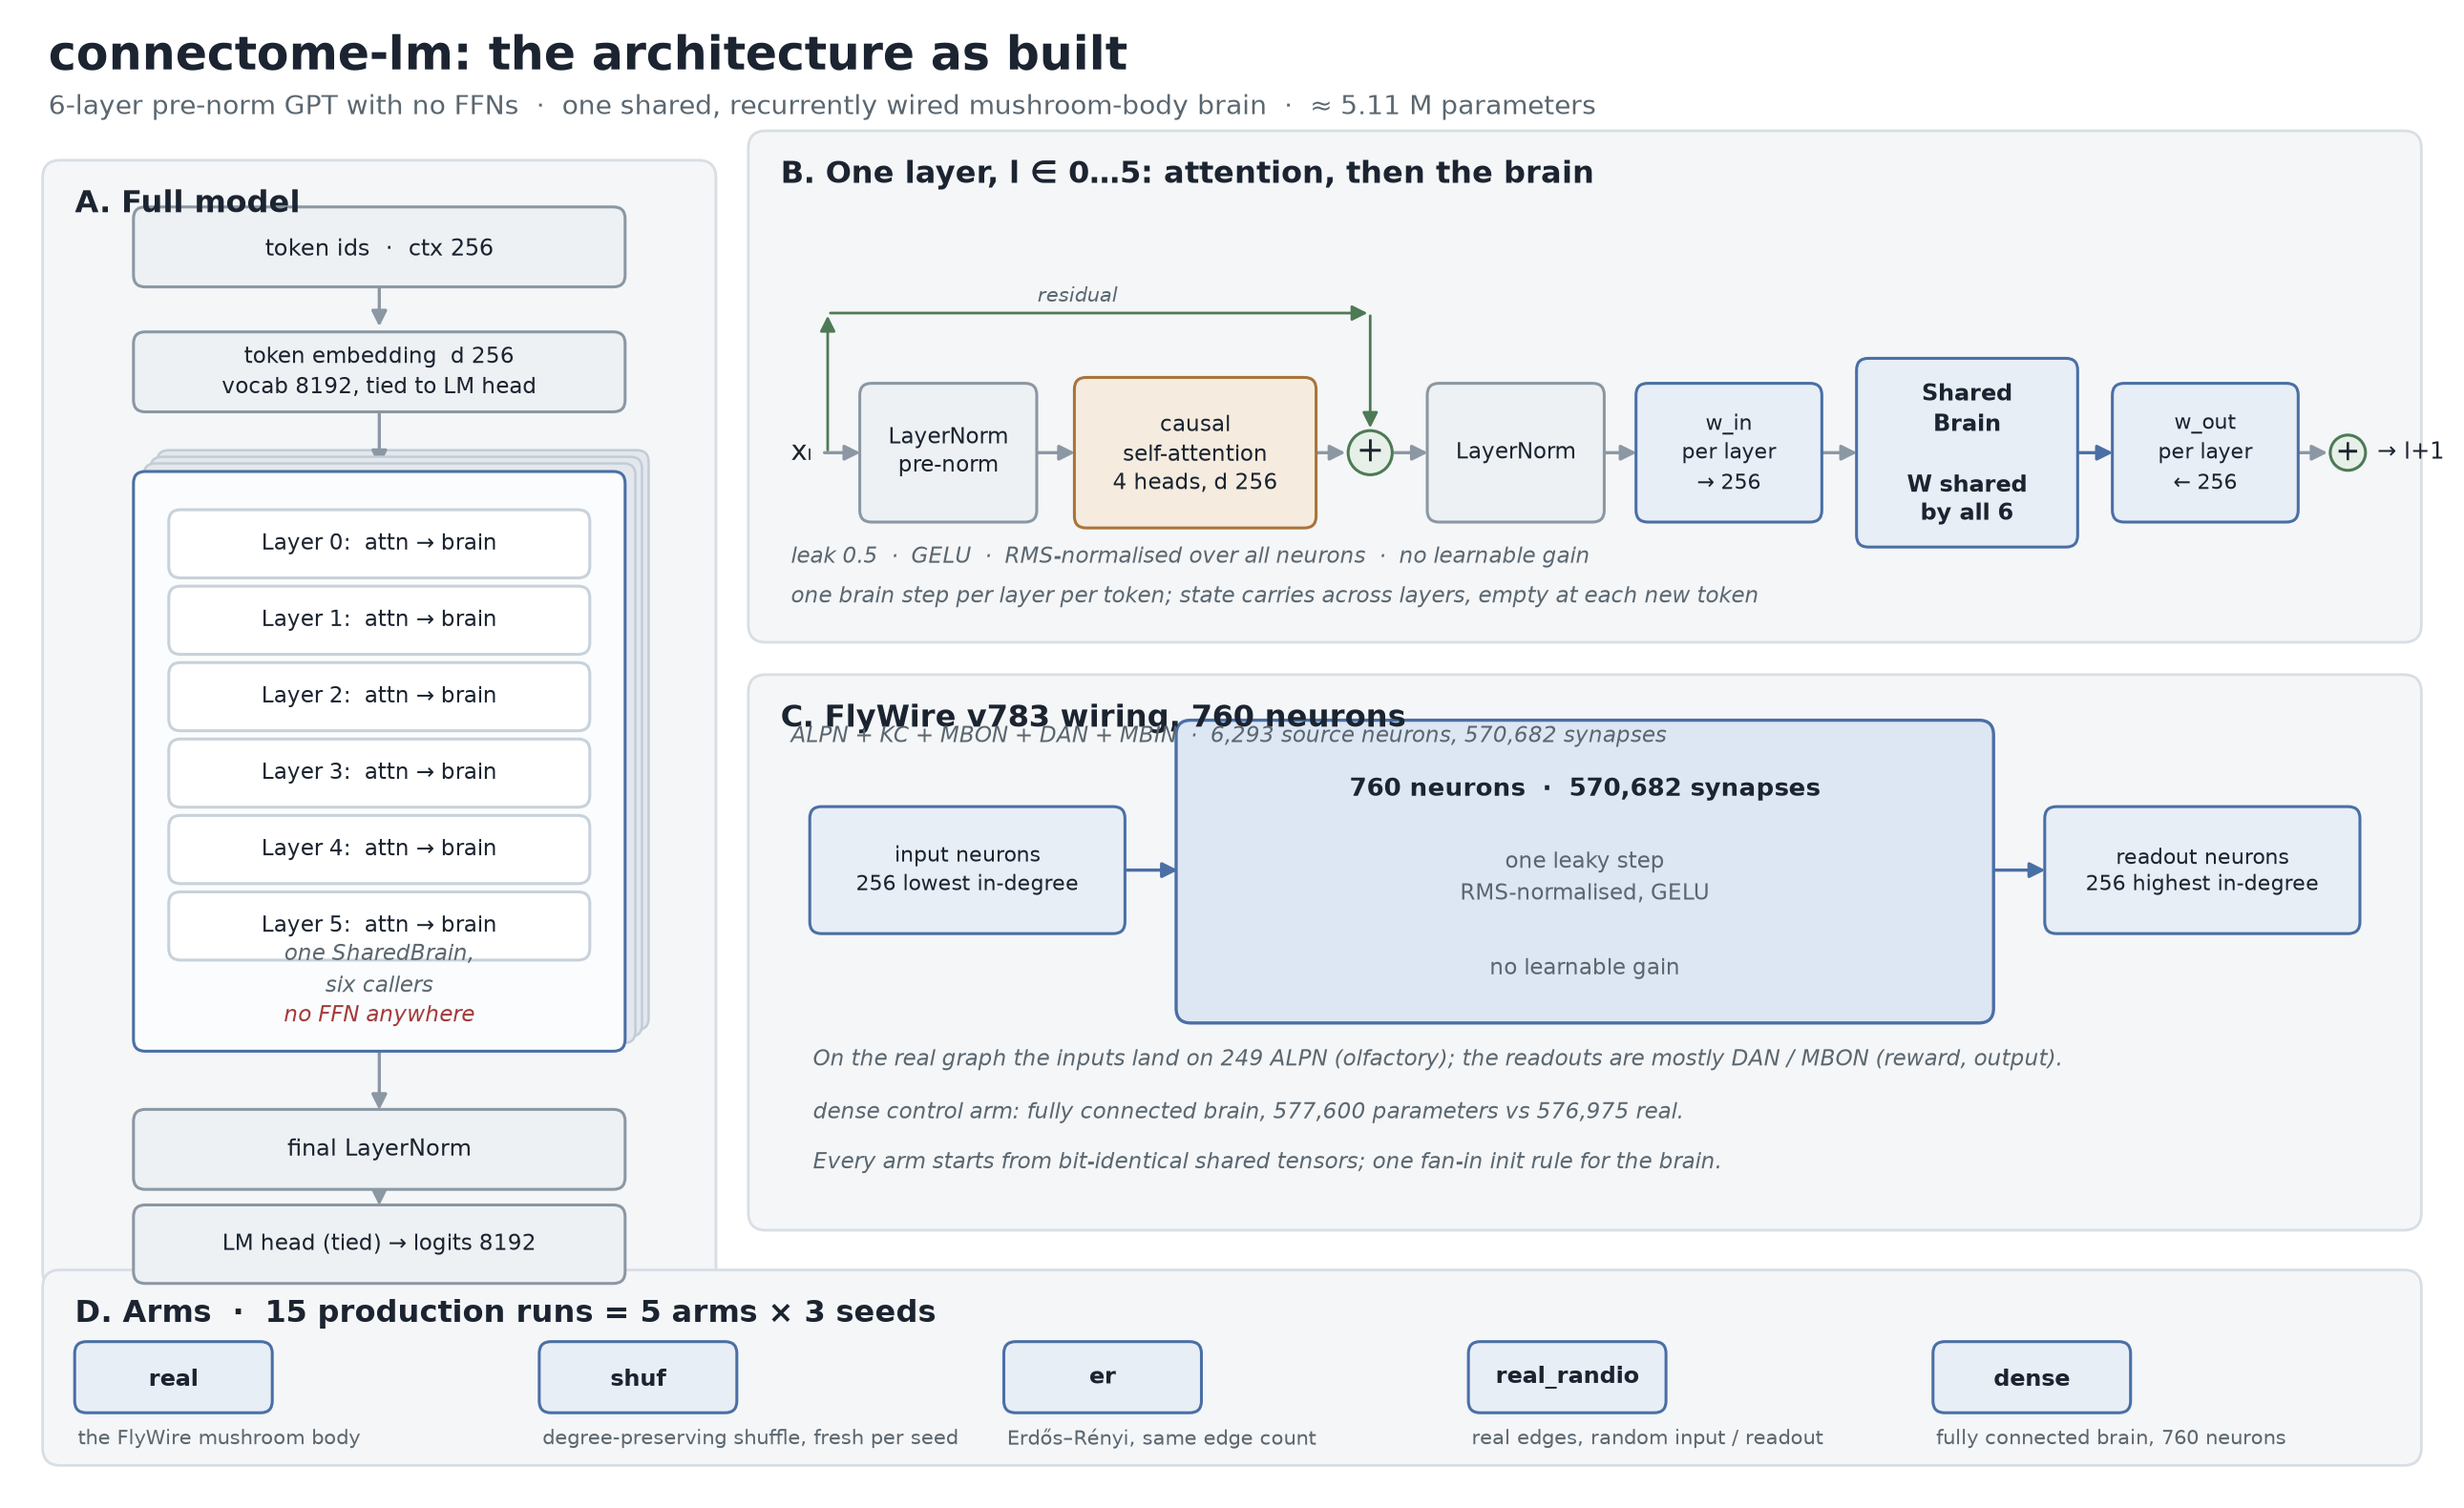 connectome-lm: the architecture as built
6-layer pre-norm GPT with no FFNs · one shared, recurrently wired mushroom-body brain · ≈ 5.11 M parameters
A. Full model
token ids · ctx 256
token embedding d 256
vocab 8192, tied to LM head
Layer 0: attn → brain
Layer 1: attn → brain
Layer 2: attn → brain
Layer 3: attn → brain
Layer 4: attn → brain
Layer 5: attn → brain
one SharedBrain,
six callers
no FFN anywhere
final LayerNorm
LM head (tied) → logits 8192
B. One layer, l ∈ 0…5: attention, then the brain
residual
xₗ
LayerNorm
pre-norm
causal
self-attention
4 heads, d 256
+
LayerNorm
w_in
per layer
→ 256
Shared
Brain
W shared
by all 6
w_out
per layer
← 256
+
→ l+1
leak 0.5 · GELU · RMS-normalised over all neurons · no learnable gain
one brain step per layer per token; state carries across layers, empty at each new token
C. FlyWire v783 wiring, 760 neurons
ALPN + KC + MBON + DAN + MBIN · 6,293 source neurons, 570,682 synapses
760 neurons · 570,682 synapses
input neurons
256 lowest in-degree
one leaky step
RMS-normalised, GELU
no learnable gain
readout neurons
256 highest in-degree
On the real graph the inputs land on 249 ALPN (olfactory); the readouts are mostly DAN / MBON (reward, output).
dense control arm: fully connected brain, 577,600 parameters vs 576,975 real.
Every arm starts from bit-identical shared tensors; one fan-in init rule for the brain.
D. Arms · 15 production runs = 5 arms × 3 seeds
real
the FlyWire mushroom body
shuf
degree-preserving shuffle, fresh per seed
er
Erdős–Rényi, same edge count
real_randio
real edges, random input / readout
dense
fully connected brain, 760 neurons